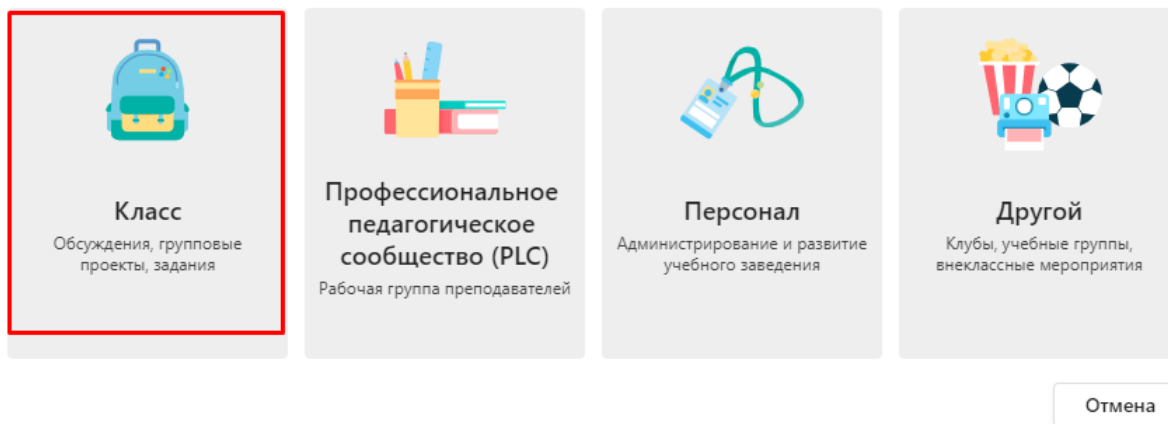 Класс
Обсуждения, групповые
проекты, задания
Профессиональное
педагогическое
сообщество (PLC)
Рабочая группа преподавателей
Персонал
Администрирование и развитие
учебного заведения
Другой
Клубы, учебные группы,
внеклассные мероприятия
Отмена